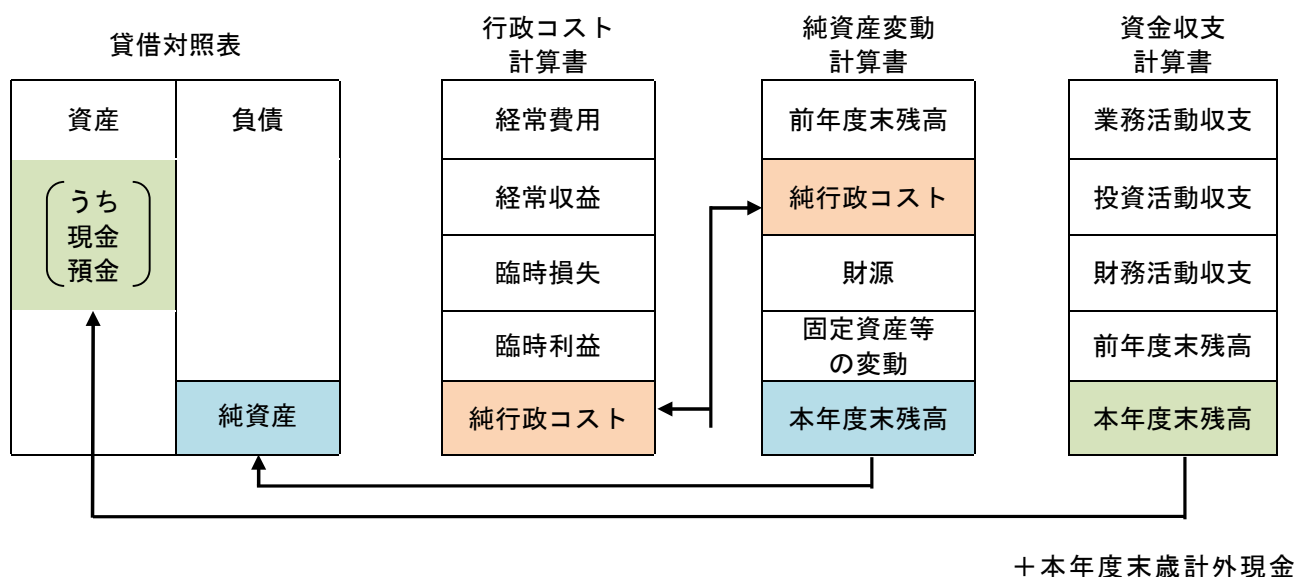 貸借対照表
資産
負債
うち
現金
預金
純資産
行政コスト
計算書
経常費用
経常収益
臨時損失
臨時利益
純行政コスト
純資産変動
計算書
前年度末残高
純行政コスト
財源
固定資産等
の変動
本年度末残高
資金収支
計算書
業務活動収支
投資活動収支
財務活動収支
前年度末残高
本年度末残高
＋本年度末歳計外現金